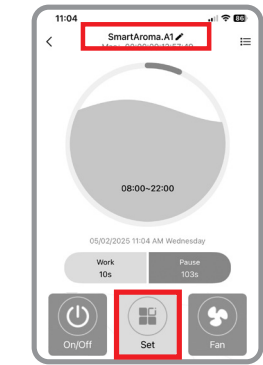 11:04
86
SmartAroma.A1
08:00~22:00
05/02/2025 11:04 AM Wednesday
Work
Pause
10s
103s
On/Off
Set
Fan